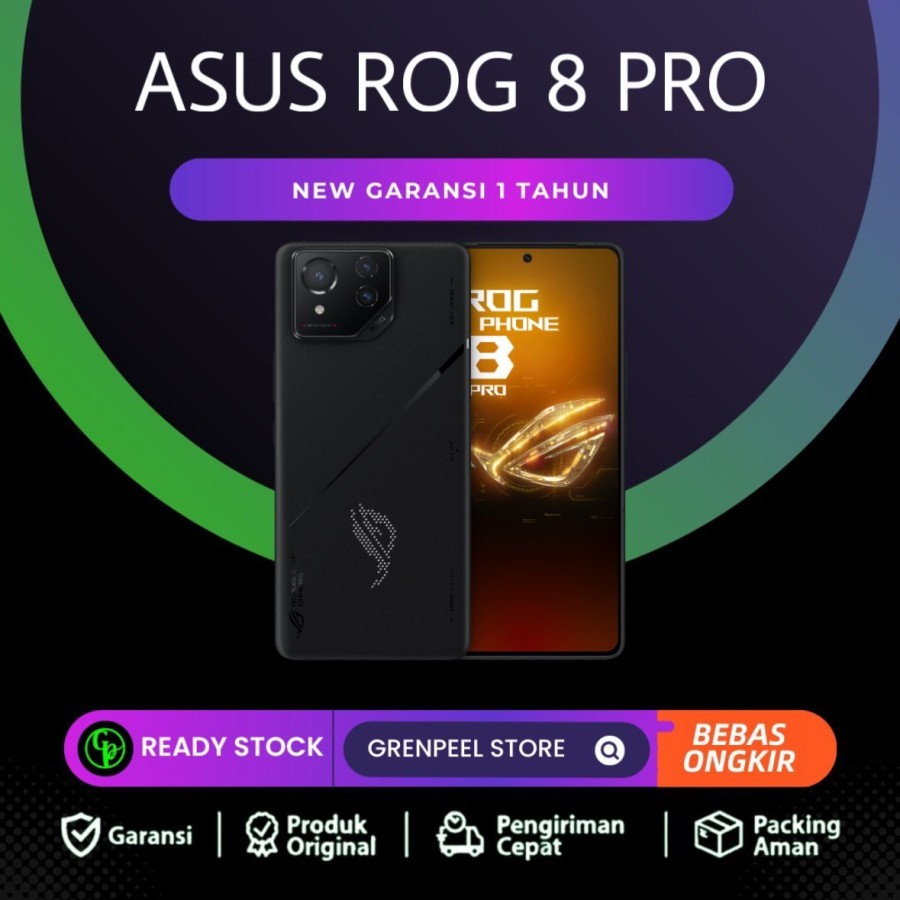 ASUS ROG 8 PRO
NEW GARANSI 1 TAHUN
ROG
PHONE
8
PRO
GP
READY STOCK
GRENPEEL STORE
BEBAS
ONGKIR
Garansi
Produk
Original
Pengiriman
Cepat
Packing
Aman